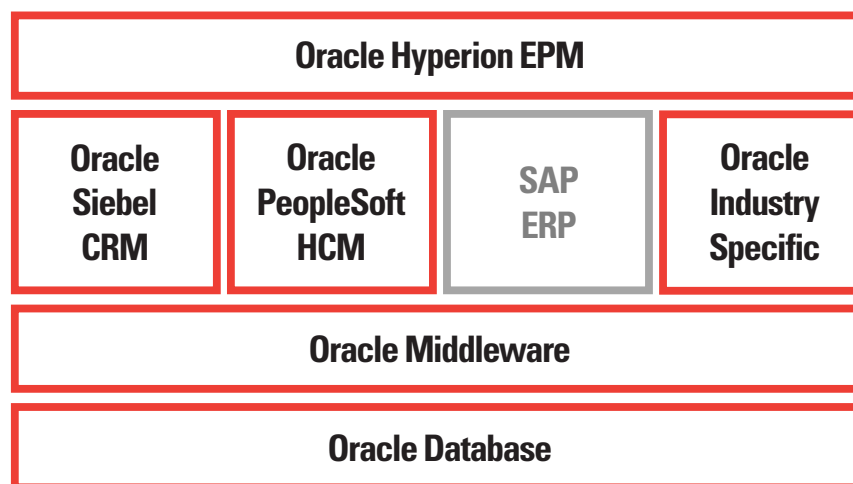 Oracle Hyperion EPM
Oracle
Siebel
CRM
Oracle
PeopleSoft
HCM
SAP
ERP
Oracle
Industry
Specific
Oracle Middleware
Oracle Database